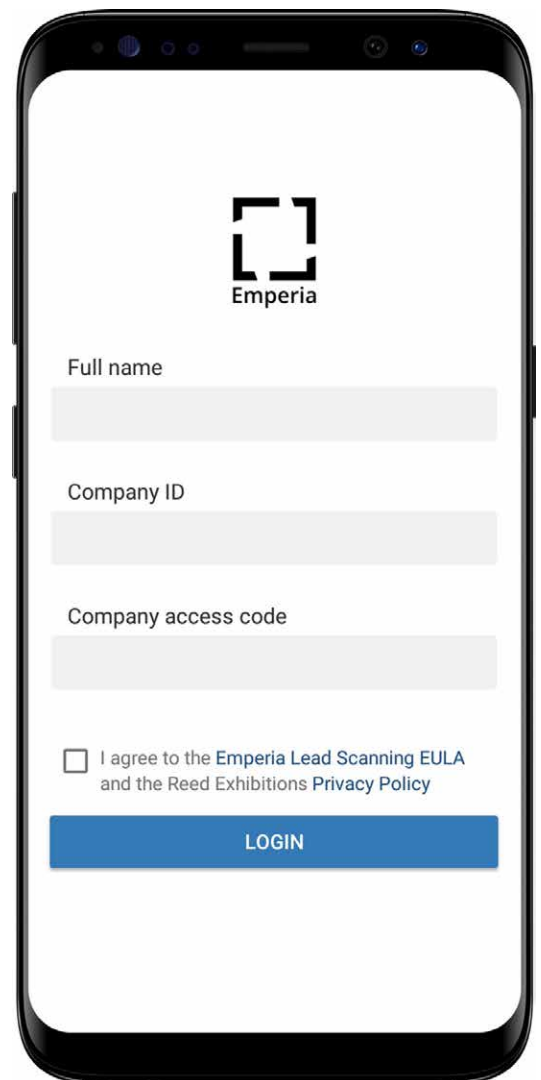 Emperia
Full name
Company ID
Company access code
I agree to the Emperia Lead Scanning EULA
and the Reed Exhibitions Privacy Policy
LOGIN